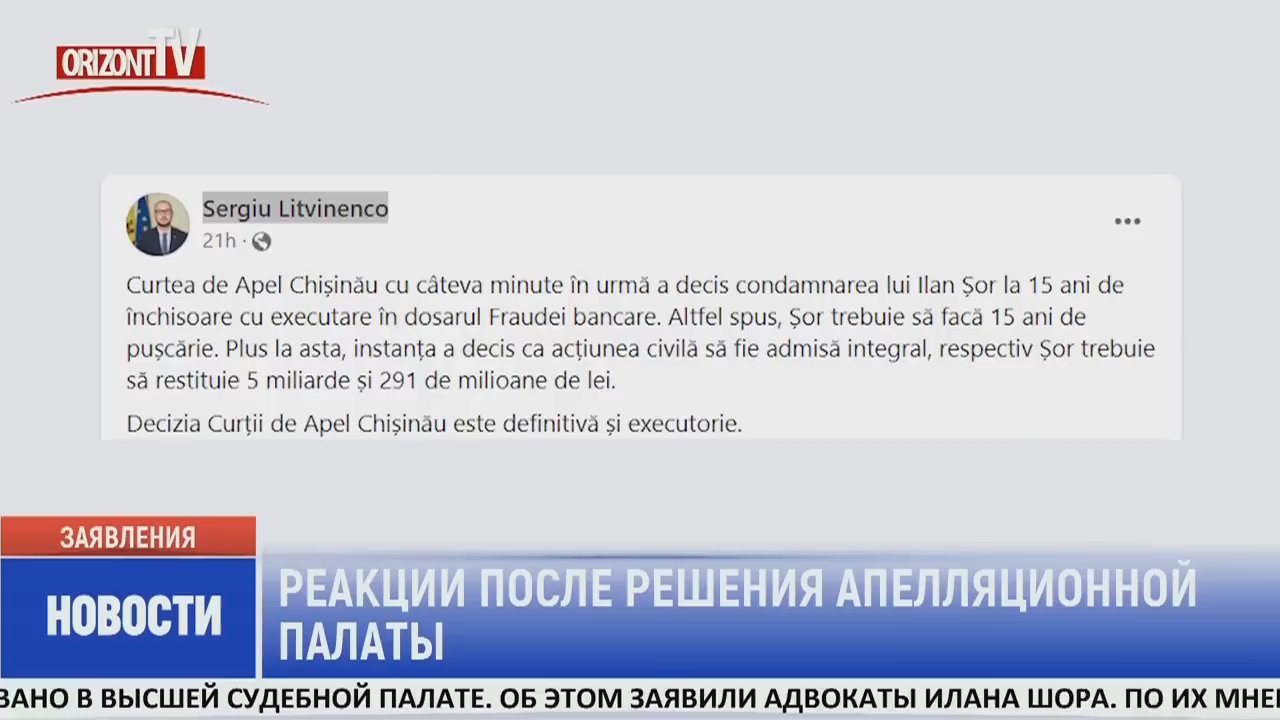 ORIZONT TV
Sergiu Litvinenco
21h ·
Curtea de Apel Chișinău cu câteva minute în urmă a decis condamnarea lui Ilan Șor la 15 ani de
închisoare cu executare în dosarul Fraudei bancare. Altfel spus, Șor trebuie să facă 15 ani de
pușcărie. Plus la asta, instanța a decis ca acțiunea civilă să fie admisă integral, respectiv Șor trebuie
să restituie 5 miliarde și 291 de milioane de lei.
Decizia Curții de Apel Chișinău este definitivă și executorie.
ЗАЯВЛЕНИЯ
НОВОСТИ
РЕАКЦИИ ПОСЛЕ РЕШЕНИЯ АПЕЛЛЯЦИОННОЙ
ПАЛАТЫ
ВАНО В ВЫСШЕЙ СУДЕБНОЙ ПАЛАТЕ. ОБ ЭТОМ ЗАЯВИЛИ АДВОКАТЫ ИЛАНА ШОРА. ПО ИХ МНЕ